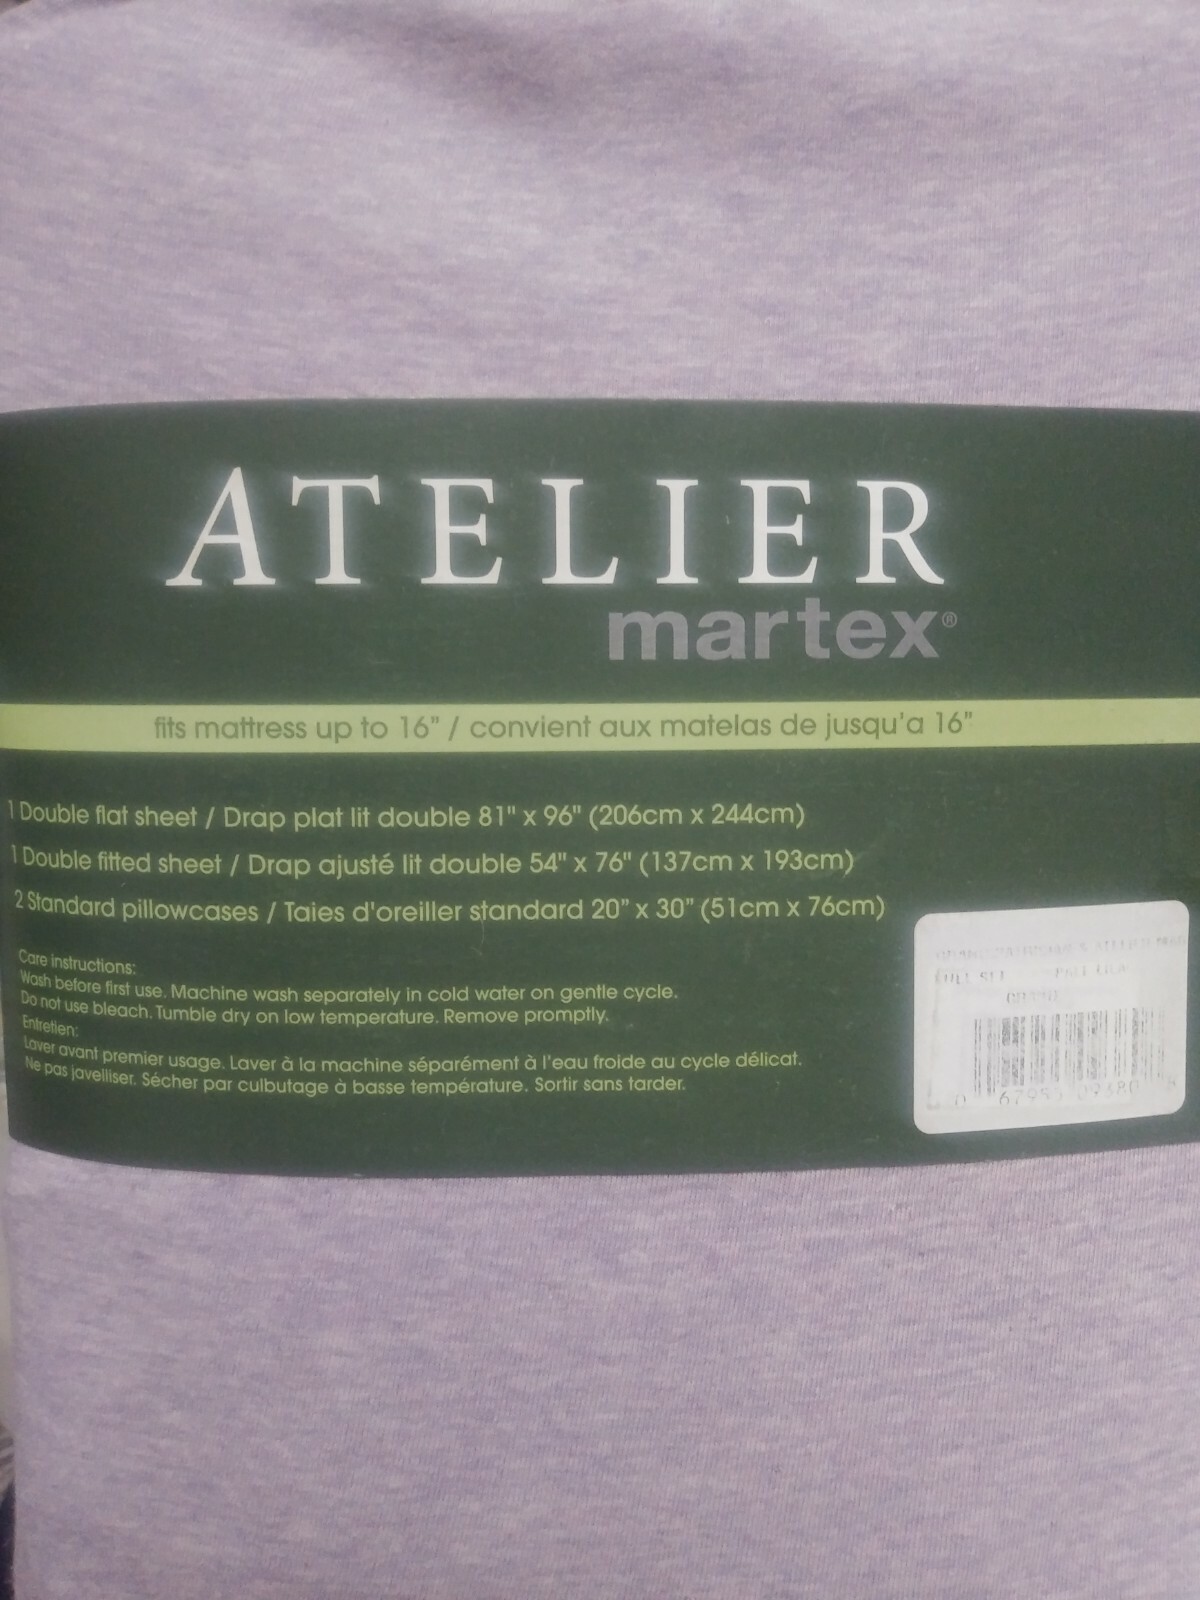 ATELIER
martex®
fits mattress up to 16" / convient aux matelas de jusqu'a 16"
1 Double flat sheet / Drap plat lit double 81" x 96" (206cm x 244cm)
1 Double fitted sheet / Drap ajusté lit double 54" x 76" (137cm x 193cm)
2 Standard pillowcases / Taies d'oreiller standard 20" x 30" (51cm x 76cm)
Care instructions:
Wash before first use. Machine wash separately in cold water on gentle cycle.
Do not use bleach. Tumble dry on low temperature. Remove promptly.
Entretien:
Laver avant premier usage. Laver à la machine séparément à l'eau froide au cycle délicat.
Ne pas javelliser. Sécher par culbutage à basse température. Sortir sans tarder.
FULL SET